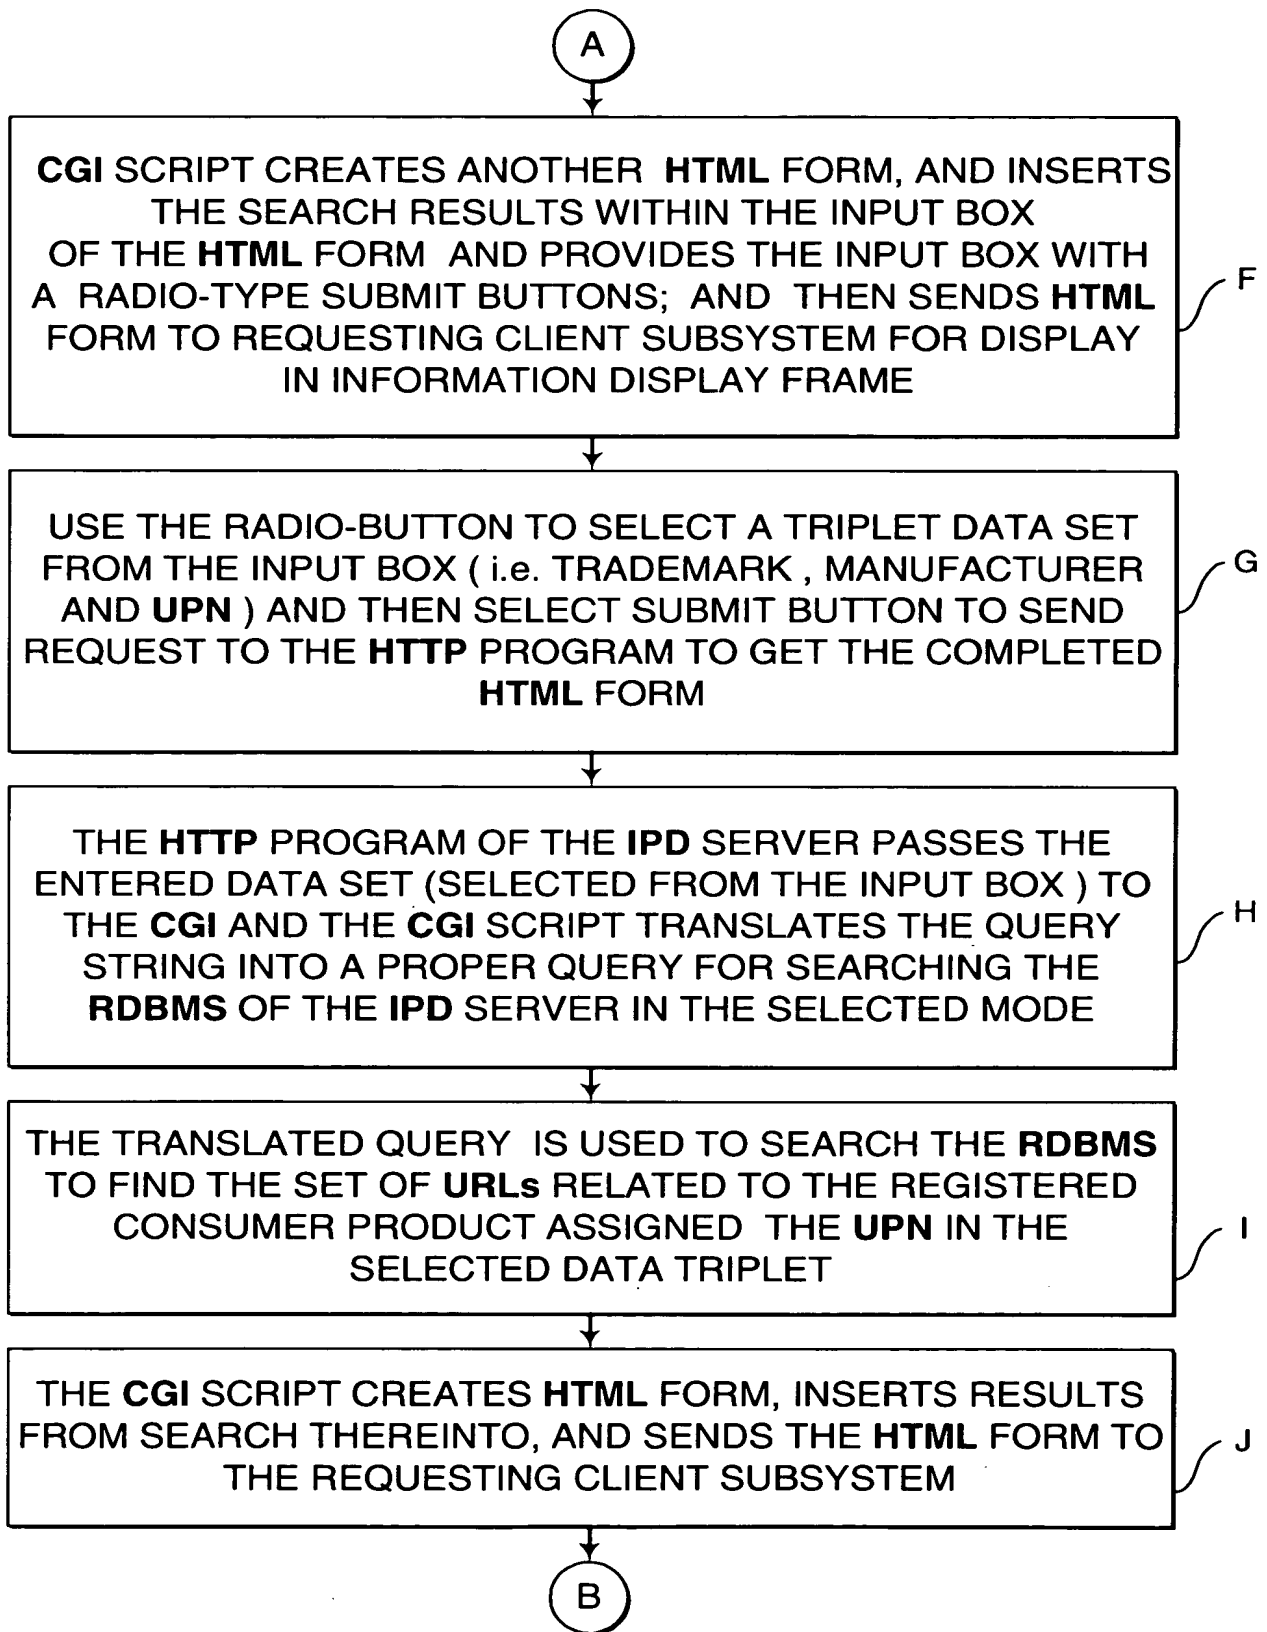 A
CGI SCRIPT CREATES ANOTHER HTML FORM, AND INSERTS
THE SEARCH RESULTS WITHIN THE INPUT BOX
OF THE HTML FORM AND PROVIDES THE INPUT BOX WITH
A RADIO-TYPE SUBMIT BUTTONS; AND THEN SENDS HTML
FORM TO REQUESTING CLIENT SUBSYSTEM FOR DISPLAY
IN INFORMATION DISPLAY FRAME
F
USE THE RADIO-BUTTON TO SELECT A TRIPLET DATA SET
FROM THE INPUT BOX ( i.e. TRADEMARK , MANUFACTURER
AND UPN ) AND THEN SELECT SUBMIT BUTTON TO SEND
REQUEST TO THE HTTP PROGRAM TO GET THE COMPLETED
HTML FORM
G
THE HTTP PROGRAM OF THE IPD SERVER PASSES THE
ENTERED DATA SET (SELECTED FROM THE INPUT BOX ) TO
THE CGI AND THE CGI SCRIPT TRANSLATES THE QUERY
STRING INTO A PROPER QUERY FOR SEARCHING THE
RDBMS OF THE IPD SERVER IN THE SELECTED MODE
H
THE TRANSLATED QUERY IS USED TO SEARCH THE RDBMS
TO FIND THE SET OF URLs RELATED TO THE REGISTERED
CONSUMER PRODUCT ASSIGNED THE UPN IN THE
SELECTED DATA TRIPLET
I
THE CGI SCRIPT CREATES HTML FORM, INSERTS RESULTS
FROM SEARCH THEREINTO, AND SENDS THE HTML FORM TO
THE REQUESTING CLIENT SUBSYSTEM
J
B